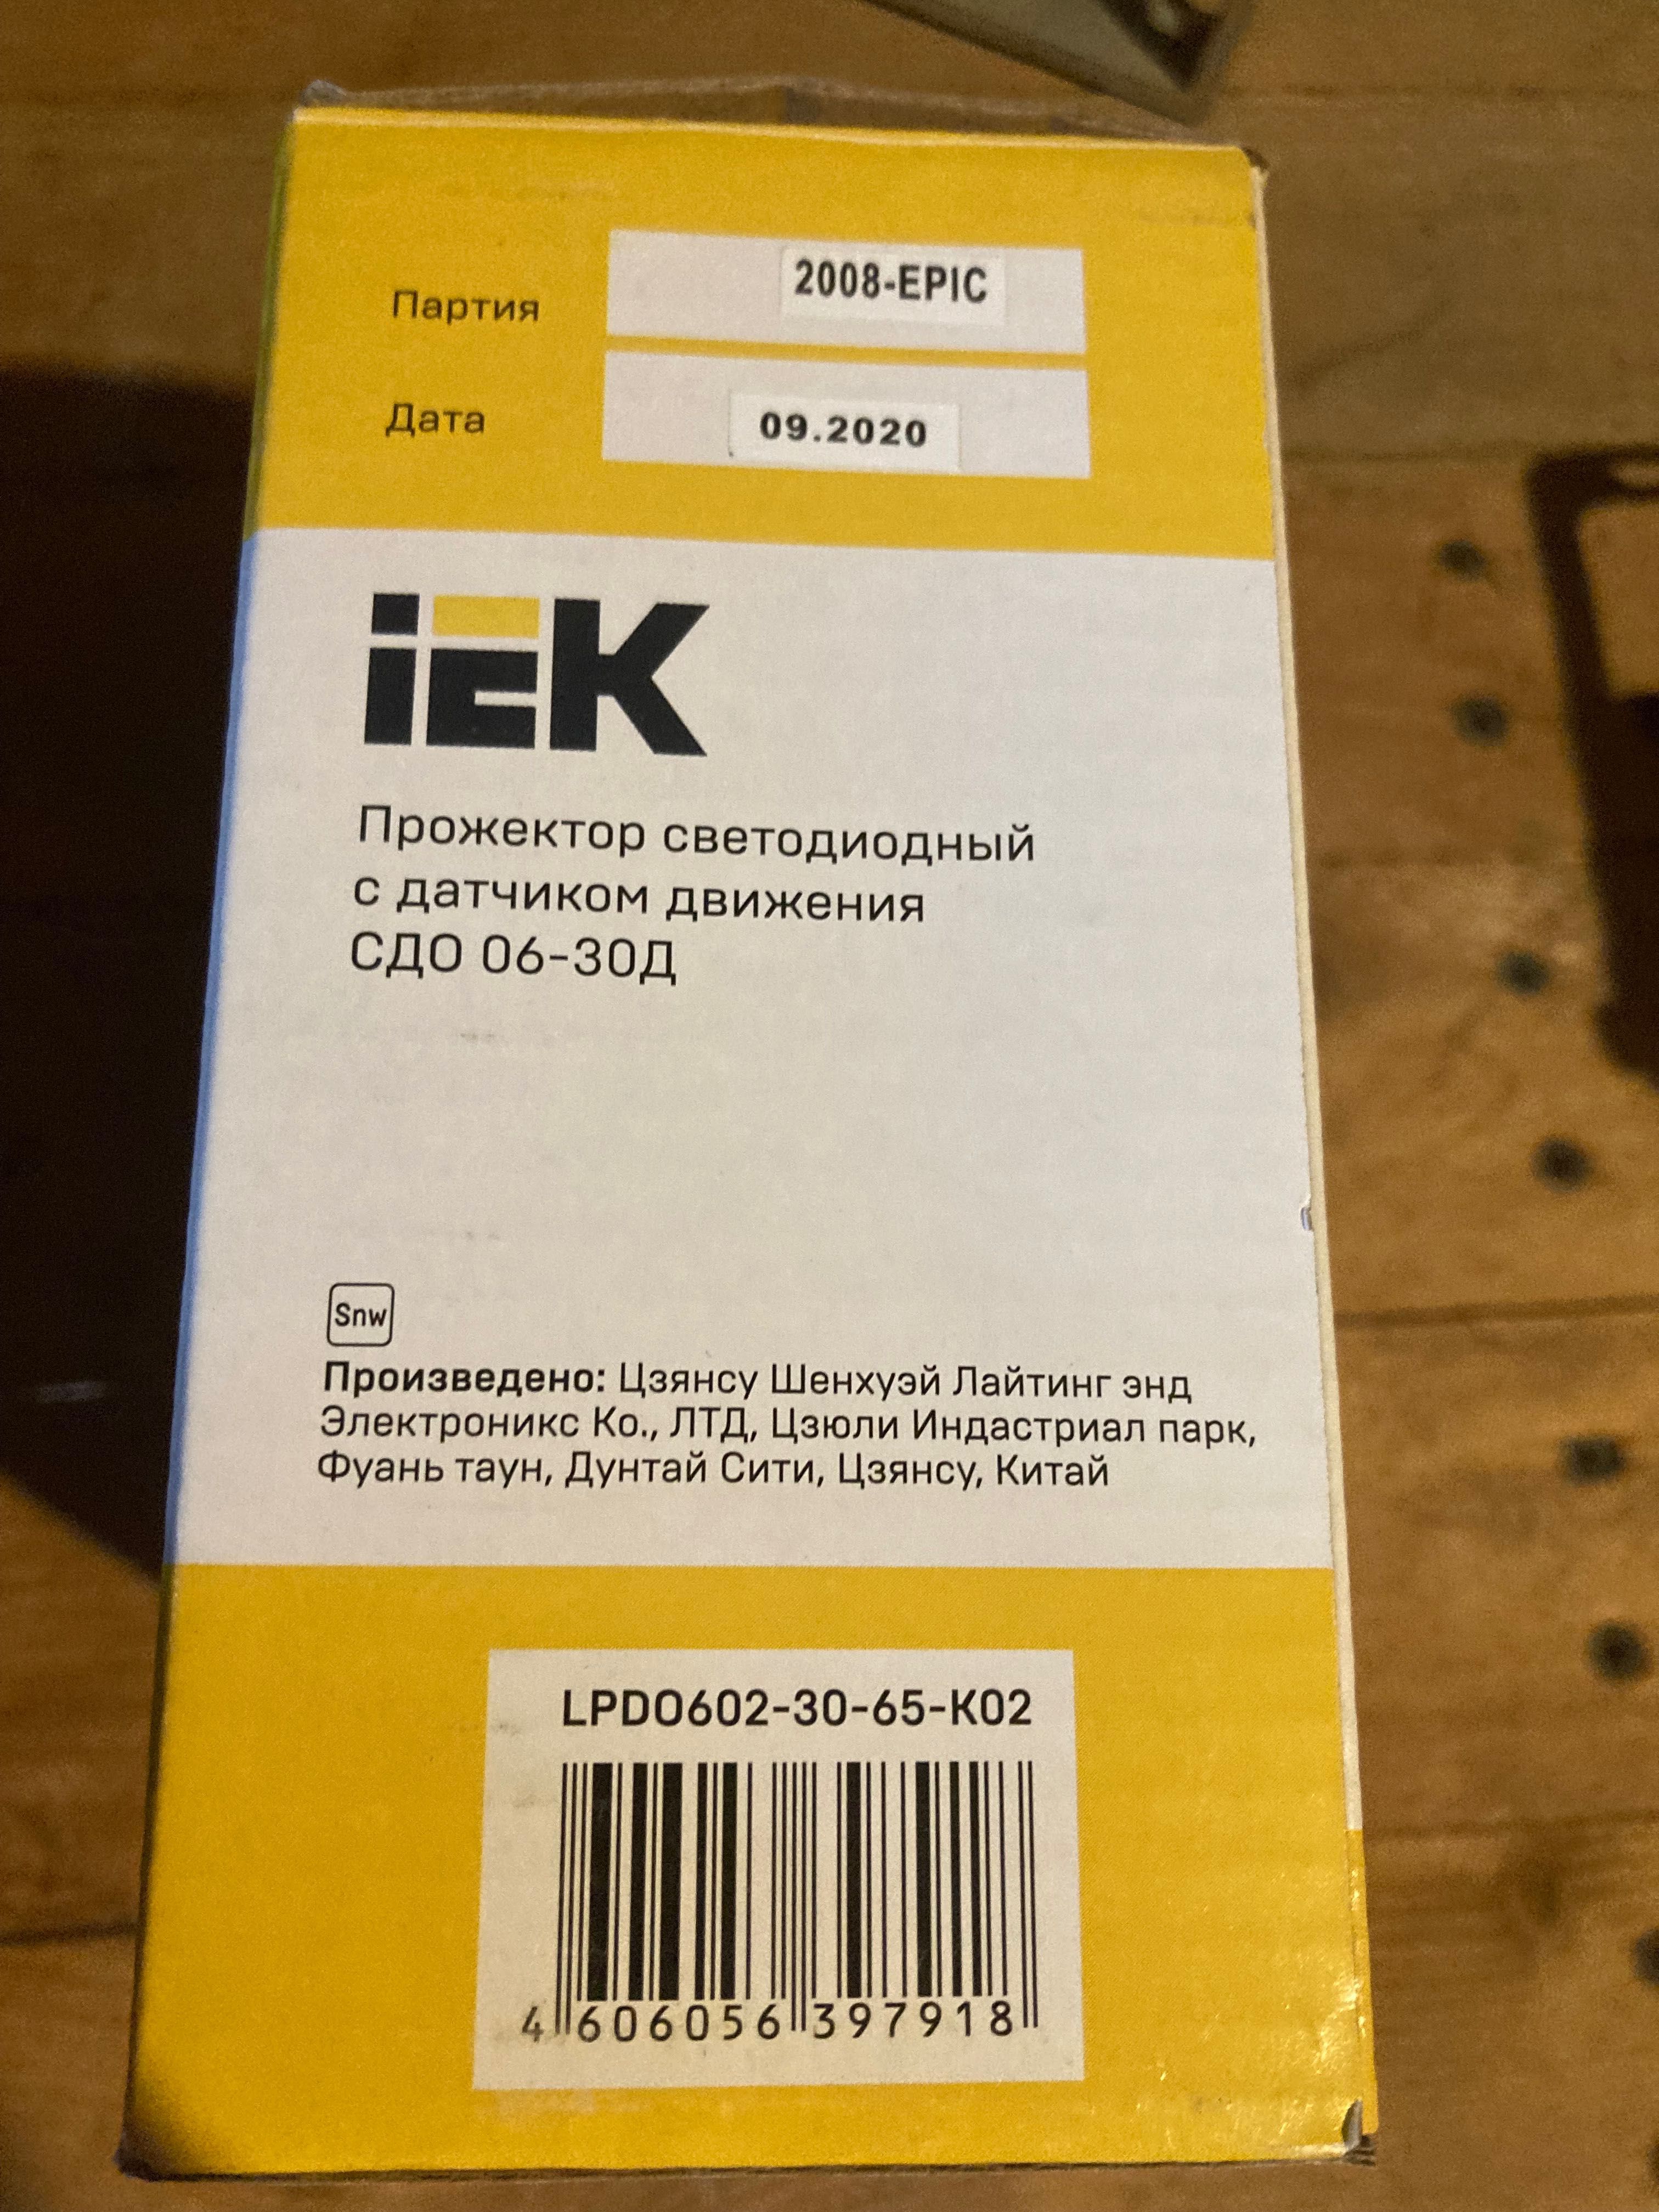 Партия
2008-EPIC
Дата
09.2020
iEK
Прожектор светодиодный
с датчиком движения
СДО 06-30Д
Snw
Произведено: Цзянсу Шенхуэй Лайтинг энд
Электроникс Ко., ЛТД, Цзюли Индастриал парк,
Фуань таун, Дунтай Сити, Цзянсу, Китай
LPDO602-30-65-K02
4 606056 397918